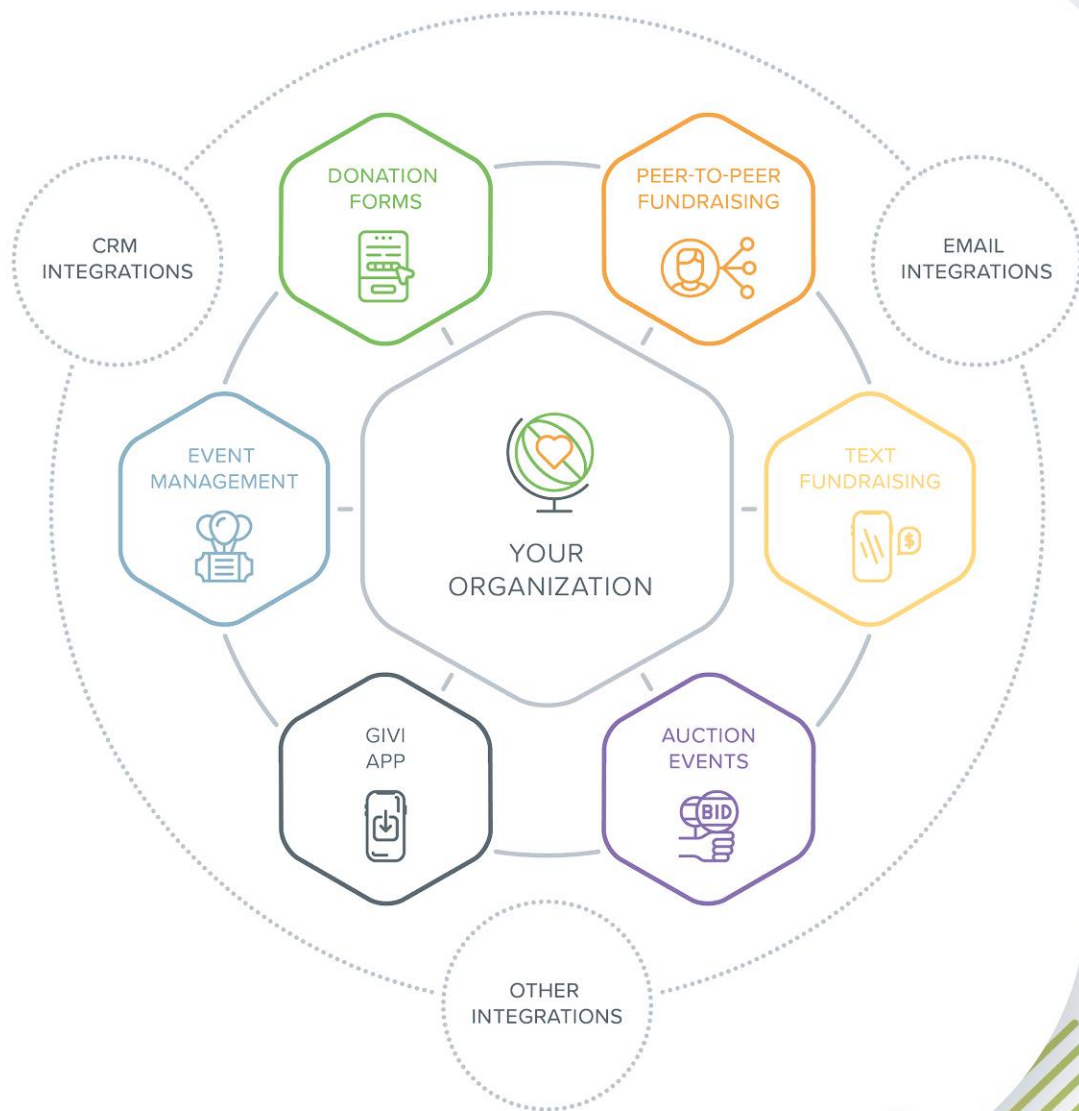 DONATION
FORMS
PEER-TO-PEER
FUNDRAISING
CRM
INTEGRATIONS
EMAIL
INTEGRATIONS
EVENT
MANAGEMENT
YOUR
ORGANIZATION
TEXT
FUNDRAISING
$
GIVI
APP
AUCTION
EVENTS
BID
OTHER
INTEGRATIONS